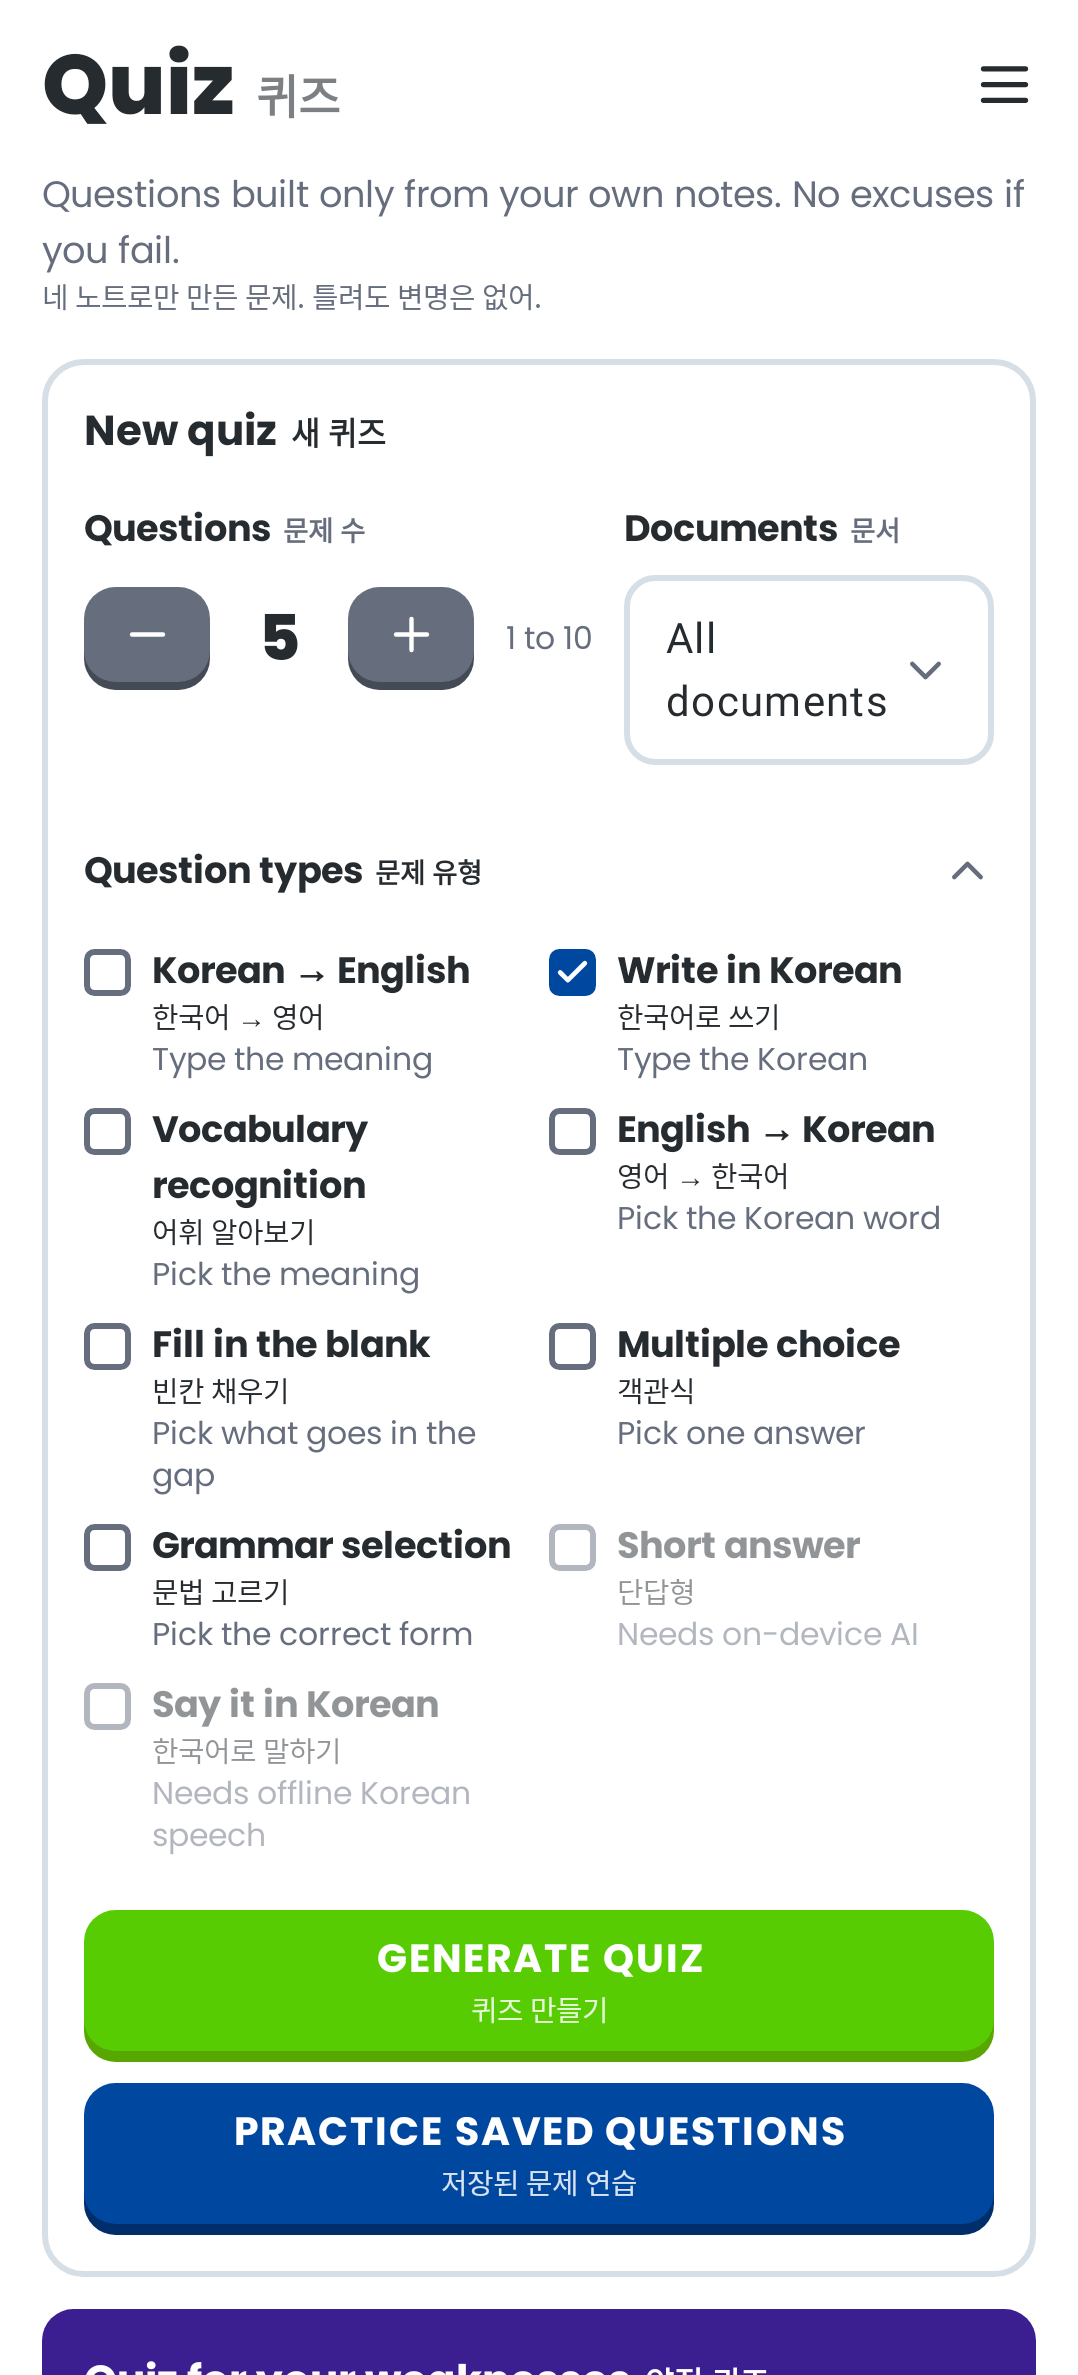 Quiz 퀴즈
Questions built only from your own notes. No excuses if
you fail.
네 노트로만 만든 문제. 틀려도 변명은 없어.
New quiz 새 퀴즈
Questions 문제 수
Documents 문서
5
1 to 10
All
documents
Question types 문제 유형
Korean → English
한국어 → 영어
Type the meaning
Write in Korean
한국어로 쓰기
Type the Korean
Vocabulary
recognition
어휘 알아보기
Pick the meaning
English → Korean
영어 → 한국어
Pick the Korean word
Fill in the blank
빈칸 채우기
Pick what goes in the
gap
Multiple choice
객관식
Pick one answer
Grammar selection
문법 고르기
Pick the correct form
Short answer
단답형
Needs on-device AI
Say it in Korean
한국어로 말하기
Needs offline Korean
speech
GENERATE QUIZ
퀴즈 만들기
PRACTICE SAVED QUESTIONS
저장된 문제 연습
Quiz for your weaknesses